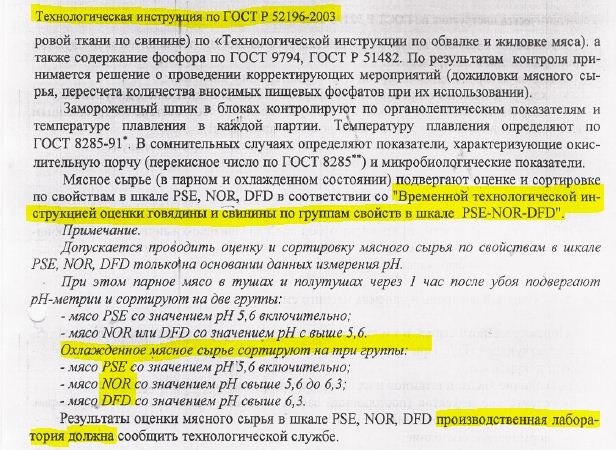 Технологическая инструкция по ГОСТ Р 52196-2003
ровой ткани по свинине) по «Технологической инструкции по обвалке и жиловке мяса). а
также содержание фосфора по ГОСТ 9794, ГОСТ Р 51482. По результатам контроля при-
нимается решение о проведении корректирующих мероприятий (дожиловки мясного сы-
рья, пересчета количества вносимых пищевых фосфатов при их использовании).
Замороженный шпик в блоках контролируют по органолептическим показателям и
температуре плавления в каждой партии. Температуру плавления определяют по
ГОСТ 8285-91*. В сомнительных случаях определяют показатели, характеризующие окис-
лительную порчу (перекисное число по ГОСТ 8285**) и микробиологические показатели.
Мясное сырье (в парном и охлажденном состоянии) подвергают оценке и сортировке
по свойствам в шкале PSE, NOR, DFD в соответствии со "Временной технологической ин-
струкцией оценки говядины и свинины по группам свойств в шкале PSE-NOR-DFD".
Примечание.
Допускается проводить оценку и сортировку мясного сырья по свойствам в шкале
PSE, NOR, DFD только на основании данных измерения pH.
При этом парное мясо в тушах и полутушах через 1 час после убоя подвергают
pH-метрии и сортируют на две группы:
- мясо PSE со значением pH 5,6 включительно;
- мясо NOR или DFD со значением pH с выше 5,6.
Охлажденное мясное сырье сортируют на три группы:
- мясо PSE со значением pH 5,6 включительно;
- мясо NOR со значением pH свыше 5,6 до 6,3;
- мясо DFD со значением pH свыше 6,3.
Результаты оценки мясного сырья в шкале PSE, NOR, DFD производственная лабора-
тория должна сообщить технологической службе.